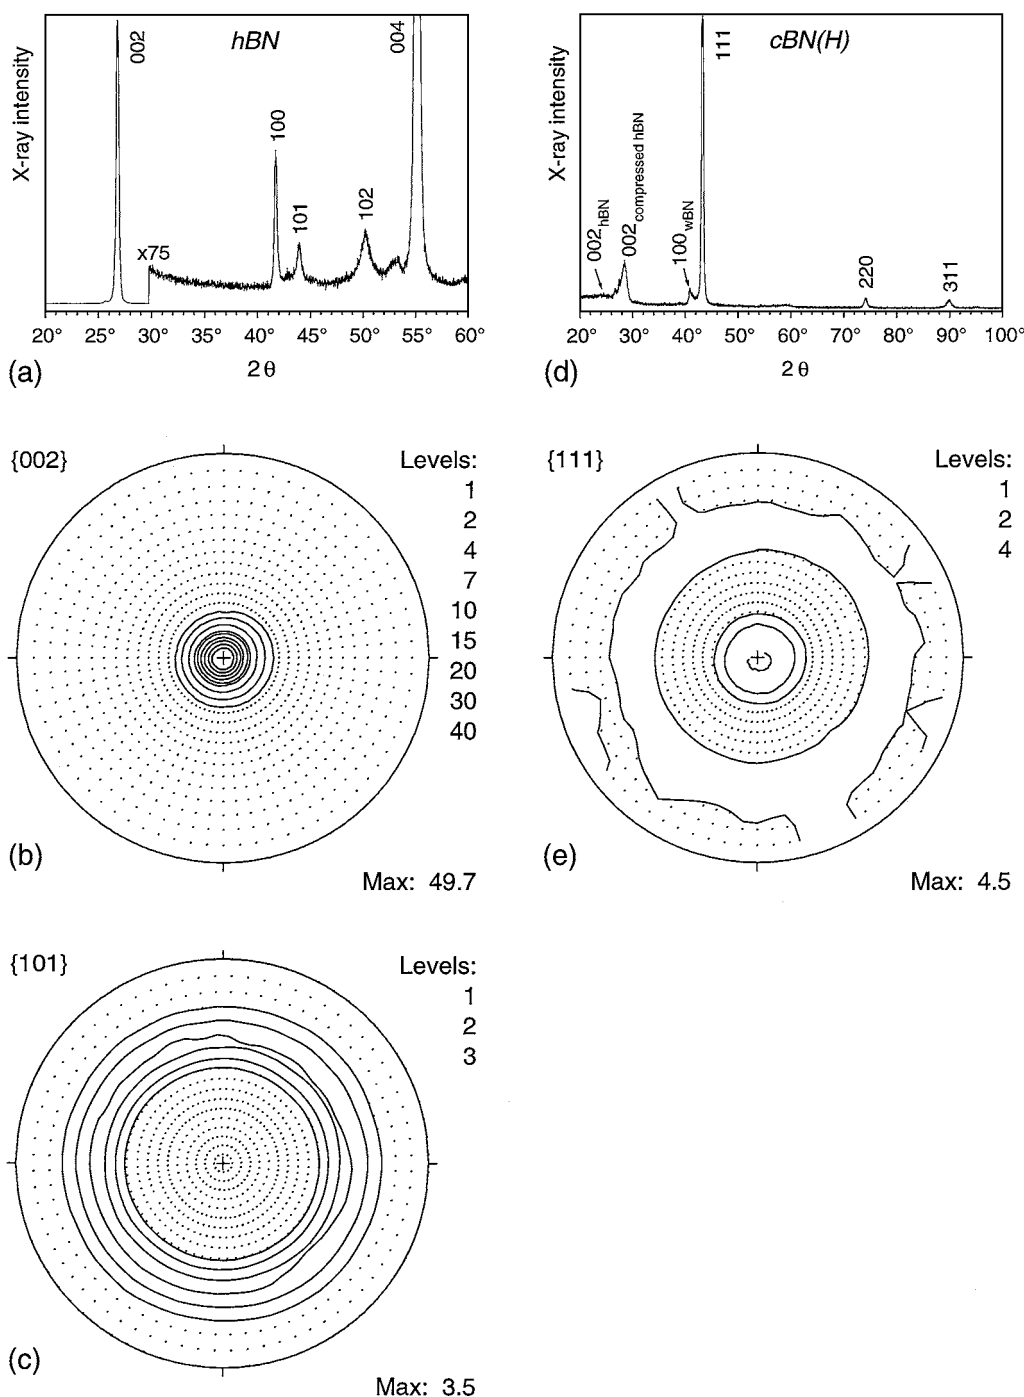 X-ray intensity
hBN
002
x75
100
101
102
004
20° 25° 30° 35° 40° 45° 50° 55° 60°
2 θ
(a)
X-ray intensity
cBN(H)
002hBN
002compressed hBN
100wBN
111
220
311
20° 30° 40° 50° 60° 70° 80° 90° 100°
2 θ
(d)
{002}
Levels:
1
2
4
7
10
15
20
30
40
(b)
Max: 49.7
{111}
Levels:
1
2
4
(e)
Max: 4.5
{101}
Levels:
1
2
3
(c)
Max: 3.5